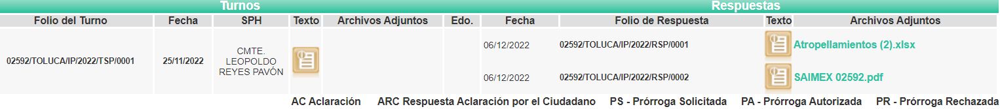 Turnos Respuestas
Folio del Turno Fecha SPH Texto Archivos Adjuntos Edo. Fecha Folio de Respuesta Texto Archivos Adjuntos
02592/TOLUCA/IP/2022/TSP/0001 25/11/2022 CMTE.
LEOPOLDO
REYES PAVÓN
06/12/2022 02592/TOLUCA/IP/2022/RSP/0001 Atropellamientos (2).xlsx
06/12/2022 02592/TOLUCA/IP/2022/RSP/0002 SAIMEX 02592.pdf
AC Aclaración ARC Respuesta Aclaración por el Ciudadano PS - Prórroga Solicitada PA - Prórroga Autorizada PR - Prórroga Rechazada